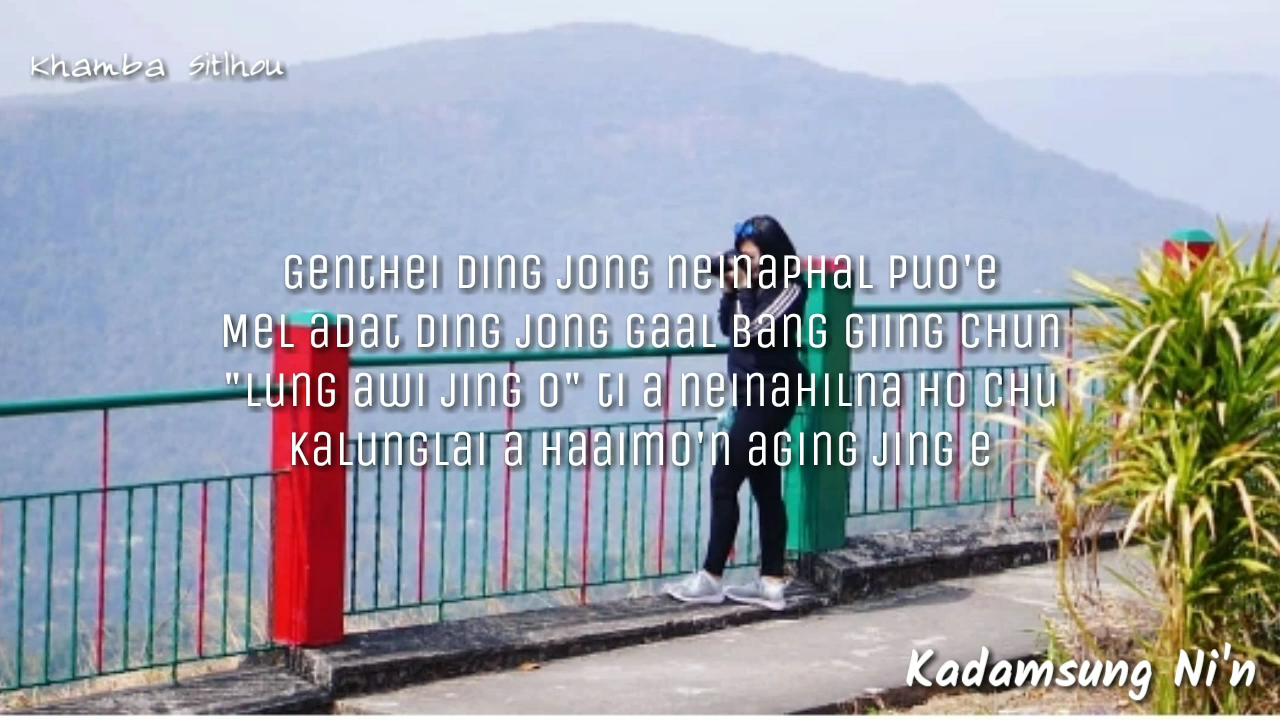 Khamba Sitlhou
Genthei ding jong neinaphal puo'e
Mel adat ding jong gaal bang giing chun
"Lung awi jing o" ti a neinahilna ho chu
Kalunglai a haaimo'n aging jing e
Kadamsung Ni'n